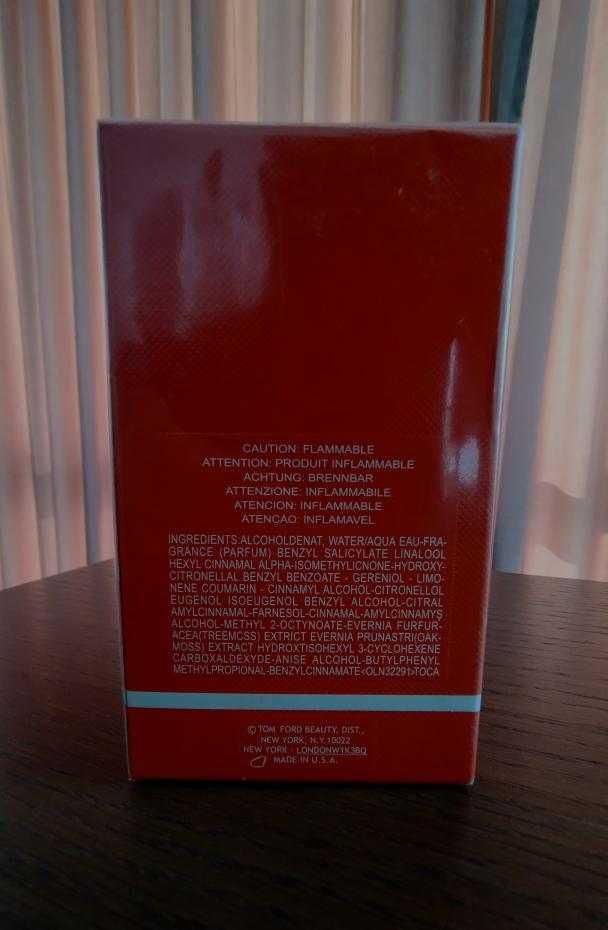 CAUTION: FLAMMABLE
ATTENTION: PRODUIT INFLAMMABLE
ACHTUNG: BRENNBAR
ATTENZIONE: INFLAMMABILE
ATENCION: INFLAMMABLE
ATENCAO: INFLAMAVEL
INGREDIENTS ALCOHOLDENAT, WATER/AQUA EAU-FRA-
GRANCE (PARFUM) BENZYL SALICYLATE LINALOOL
HEXYL CINNAMAL ALPHA-ISOMETHYLICNONE-HYDROXY-
CITRONELLAL BENZYL BENZOATE - GERENIOL - LIMO-
NENE COUMARIN - CINNAMYL ALCOHOL-CITRONELLOL
EUGENOL ISOEUGENOL BENZYL ALCOHOL-CITRAL
AMYLCINNAMAL-FARNESOL-CINNAMAL-AMYLCINNAMYS
ALCOHOL-METHYL 2-OCTYNOATE-EVERNIA FURFUR-
ACEA(TREEMCSS) EXTRICT EVERNIA PRUNASTRI(OAK-
MOSS) EXTRACT HYDROXTISOHEXYL 3-CYCLOHEXENE
CARBOXALDEXYDE-ANISE ALCOHOL-BUTYLPHENYL
METHYLPROPIONAL-BENZYLCINNAMATE<OLN32291>TOCA
© TOM FORD BEAUTY, DIST.,
NEW YORK, N.Y.10022
NEW YORK - LONDONW1K3BQ
MADE IN U.S.A.